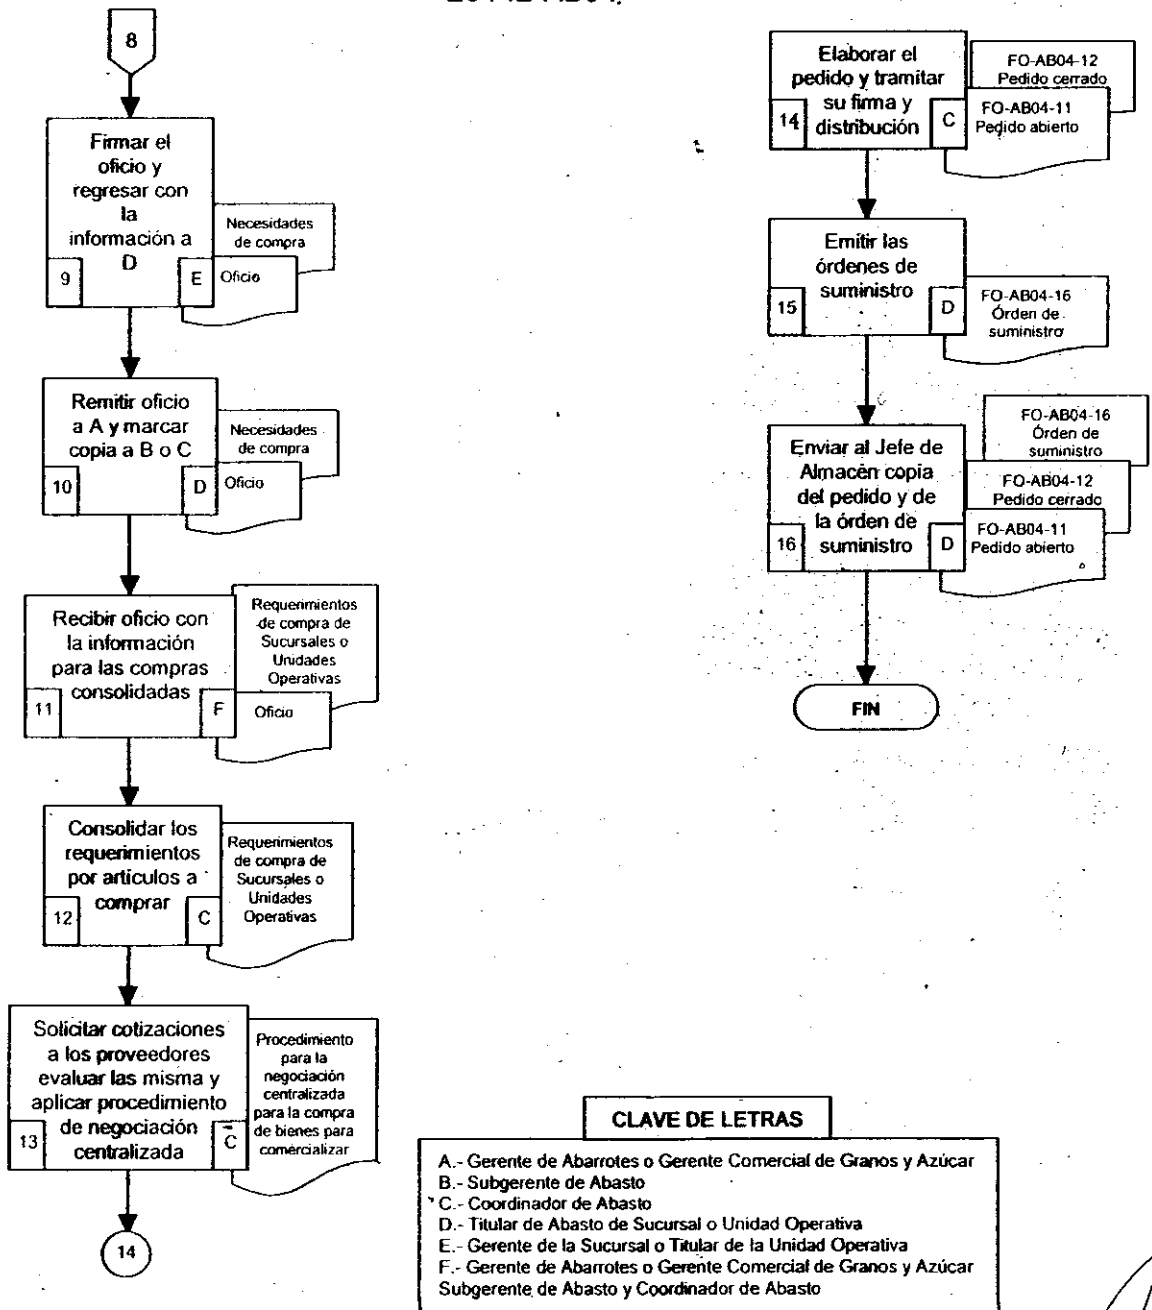 8
Firmar el
oficio y
regresar con
la
información a
D
9
E
Necesidades
de compra
Oficio
Remitir oficio
a A y marcar
copia a B o C
10
D
Necesidades
de compra
Oficio
Recibir oficio con
la información
para las compras
consolidadas
11
F
Requerimientos
de compra de
Sucursales o
Unidades
Operativas
Oficio
Consolidar los
requerimientos
por artículos a
comprar
12
C
Requerimientos
de compra de
Sucursales o
Unidades
Operativas
Solicitar cotizaciones
a los proveedores
evaluar las misma y
aplicar procedimiento
de negociación
centralizada
13
C
Procedimiento
para la
negociación
centralizada
para la compra
de bienes para
comercializar
14
Elaborar el
pedido y tramitar
su firma y
distribución
14
C
FO-AB04-12
Pedido cerrado
FO-AB04-11
Pedido abierto
Emitir las
órdenes de
suministro
15
D
FO-AB04-16
Órden de
suministro
Enviar al Jefe de
Almacén copia
del pedido y de
la órden de
suministro
16
D
FO-AB04-16
Órden de
suministro
FO-AB04-12
Pedido cerrado
FO-AB04-11
Pedido abierto
FIN
CLAVE DE LETRAS
A.- Gerente de Abarrotes o Gerente Comercial de Granos y Azúcar
B.- Subgerente de Abasto
C.- Coordinador de Abasto
D.- Titular de Abasto de Sucursal o Unidad Operativa
E.- Gerente de la Sucursal o Titular de la Unidad Operativa
F.- Gerente de Abarrotes o Gerente Comercial de Granos y Azúcar
Subgerente de Abasto y Coordinador de Abasto